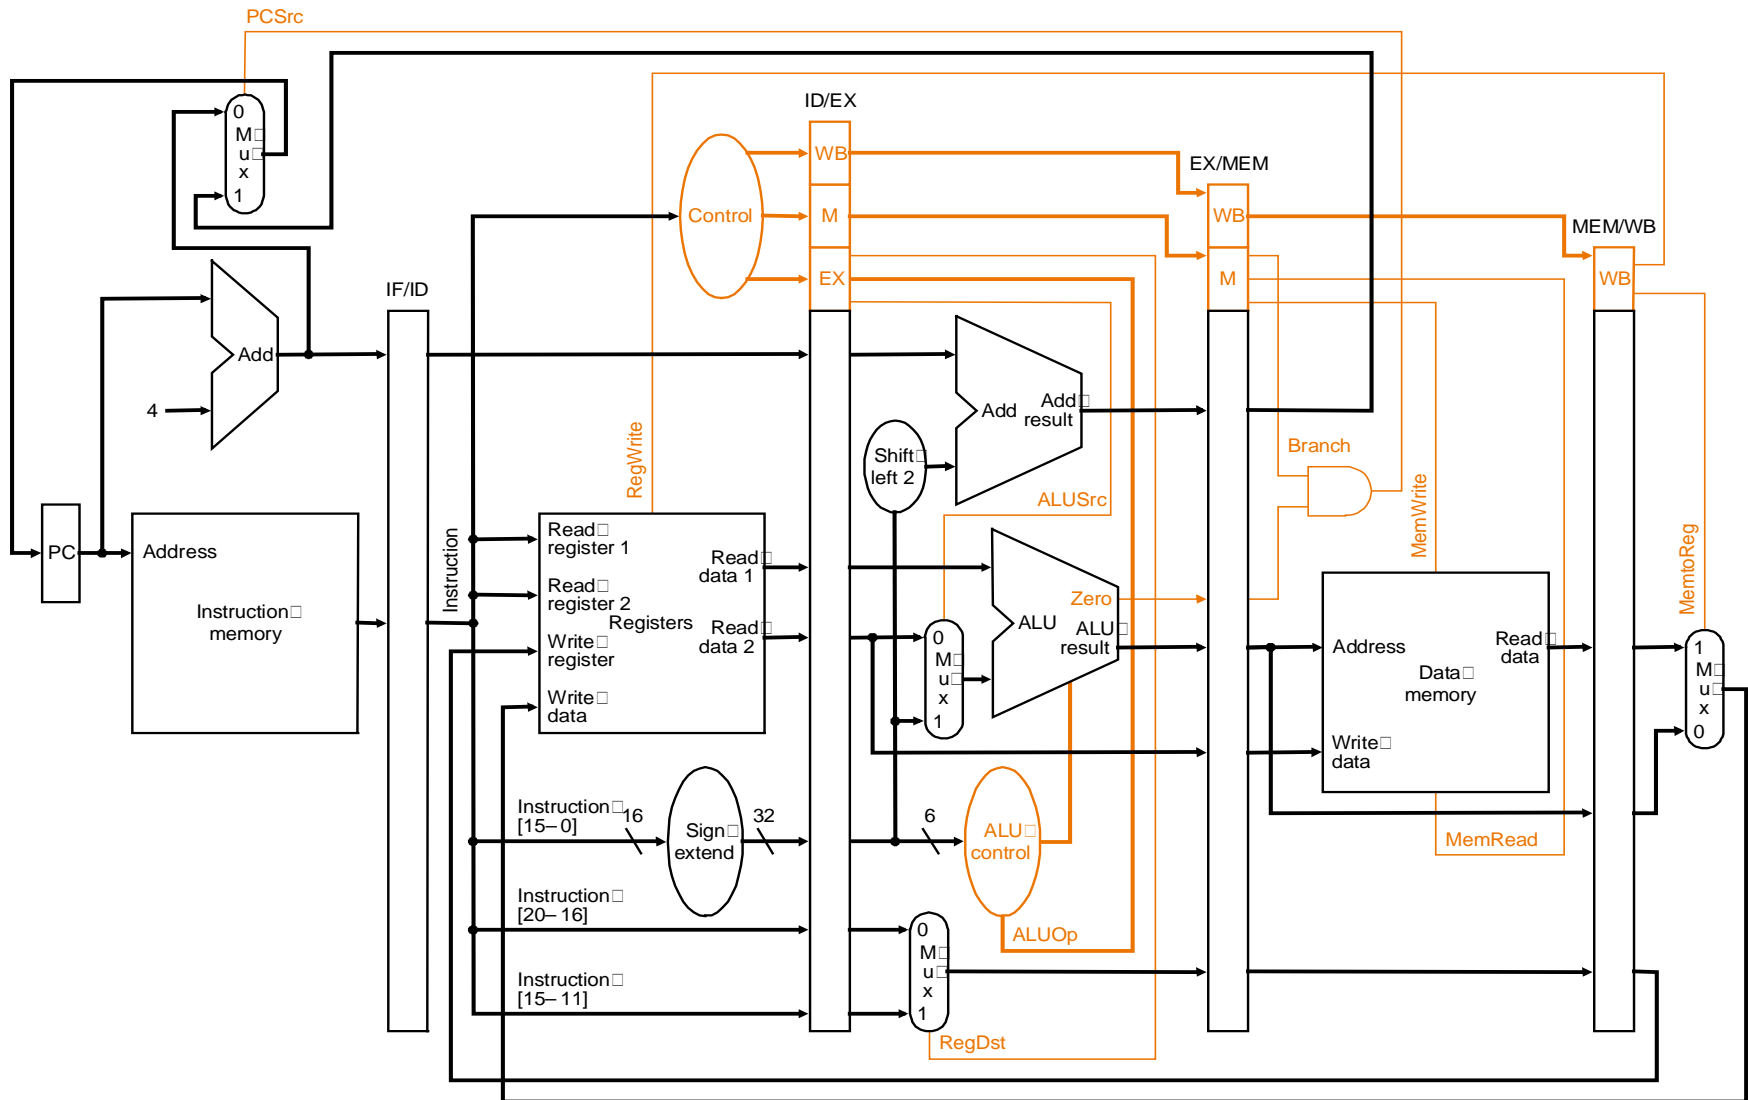 PCSrc
ID/EX
0
M
u
x
1
WB
EX/MEM
Control
M
WB
MEM/WB
EX
M
WB
IF/ID
Add
4
Add
Add
result
Shift
left 2
Branch
RegWrite
ALUSrc
MemWrite
MemtoReg
PC
Address
Instruction
memory
Instruction
Read
register 1
Read
register 2
Registers
Write
register
Write
data
Read
data 1
Read
data 2
0
M
u
x
1
Zero
ALU
ALU
result
Address
Read
data
Data
memory
Write
data
1
M
u
x
0
Instruction
[15–0]
16
Sign
extend
32
6
ALU
control
MemRead
Instruction
[20–16]
0
M
u
x
1
ALUOp
Instruction
[15–11]
RegDst